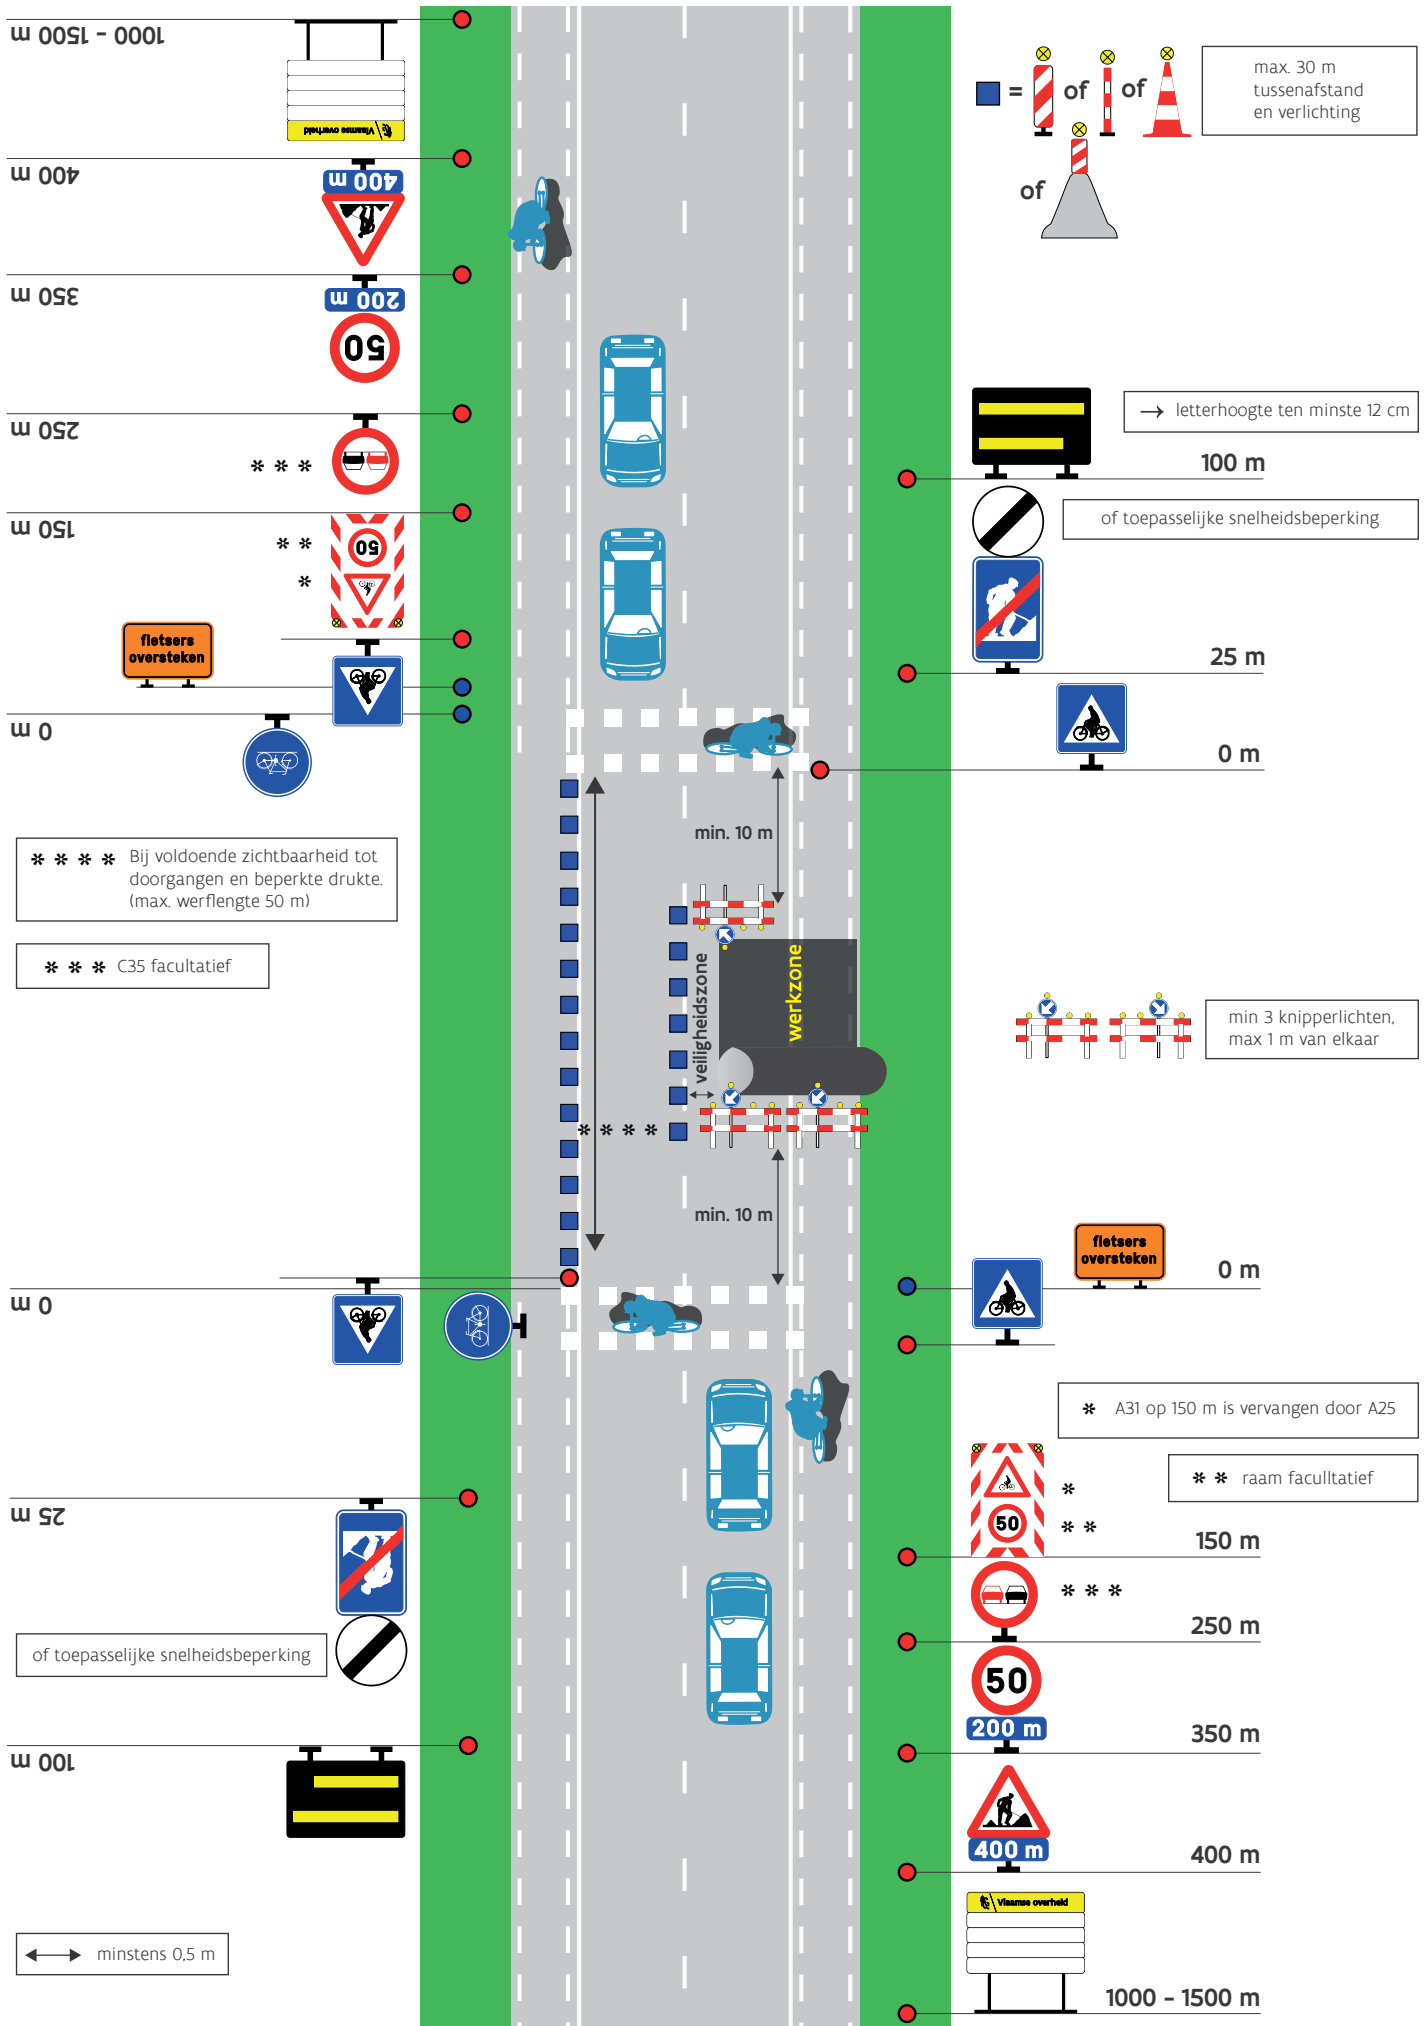 1000 - 1500 m
Vlaamse overheid
400 m
400 m
350 m
200 m
50
250 m
* * *
150 m
* *
50
*
fietsers
oversteken
0 m
* * * * Bij voldoende zichtbaarheid tot
doorgangen en beperkte drukte.
(max. werflengte 50 m)
* * * C35 facultatief
0 m
25 m
of toepasselijke snelheidsbeperking
100 m
minstens 0,5 m
min. 10 m
veiligheidszone
werkzone
* * * *
min. 10 m
= of of
of
max. 30 m
tussenafstand
en verlichting
→ letterhoogte ten minste 12 cm
100 m
of toepasselijke snelheidsbeperking
25 m
0 m
min 3 knipperlichten,
max 1 m van elkaar
fietsers
oversteken
0 m
* A31 op 150 m is vervangen door A25
* * raam faculltatief
*
50
* *
150 m
* * *
250 m
50
200 m
350 m
400 m
400 m
Vlaamse overheid
1000 - 1500 m